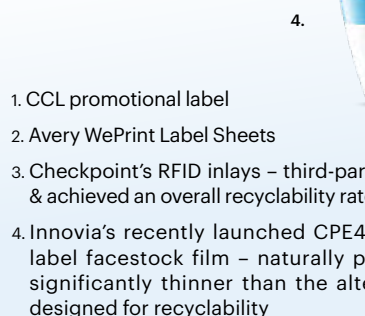 4.
1. CCL promotional label
2. Avery WePrint Label Sheets
3. Checkpoint's RFID inlays – third-par
& achieved an overall recyclability rat
4. Innovia's recently launched CPE4
label facestock film – naturally p
significantly thinner than the alte
designed for recyclability